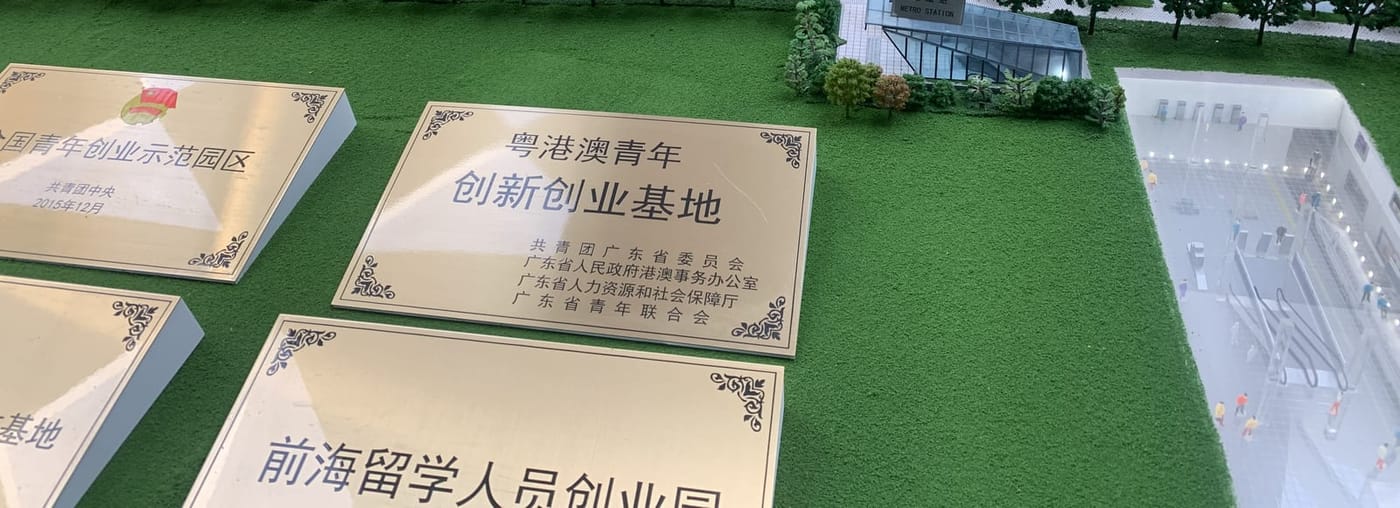 国青年创业示范园区
共青团中央
2015年12月
粤港澳青年
创新创业基地
共青团广东省委员会
广东省人民政府港澳事务办公室
广东省人力资源和社会保障厅
广东省青年联合会
基地
前海留学人员创业园
METRO STATION